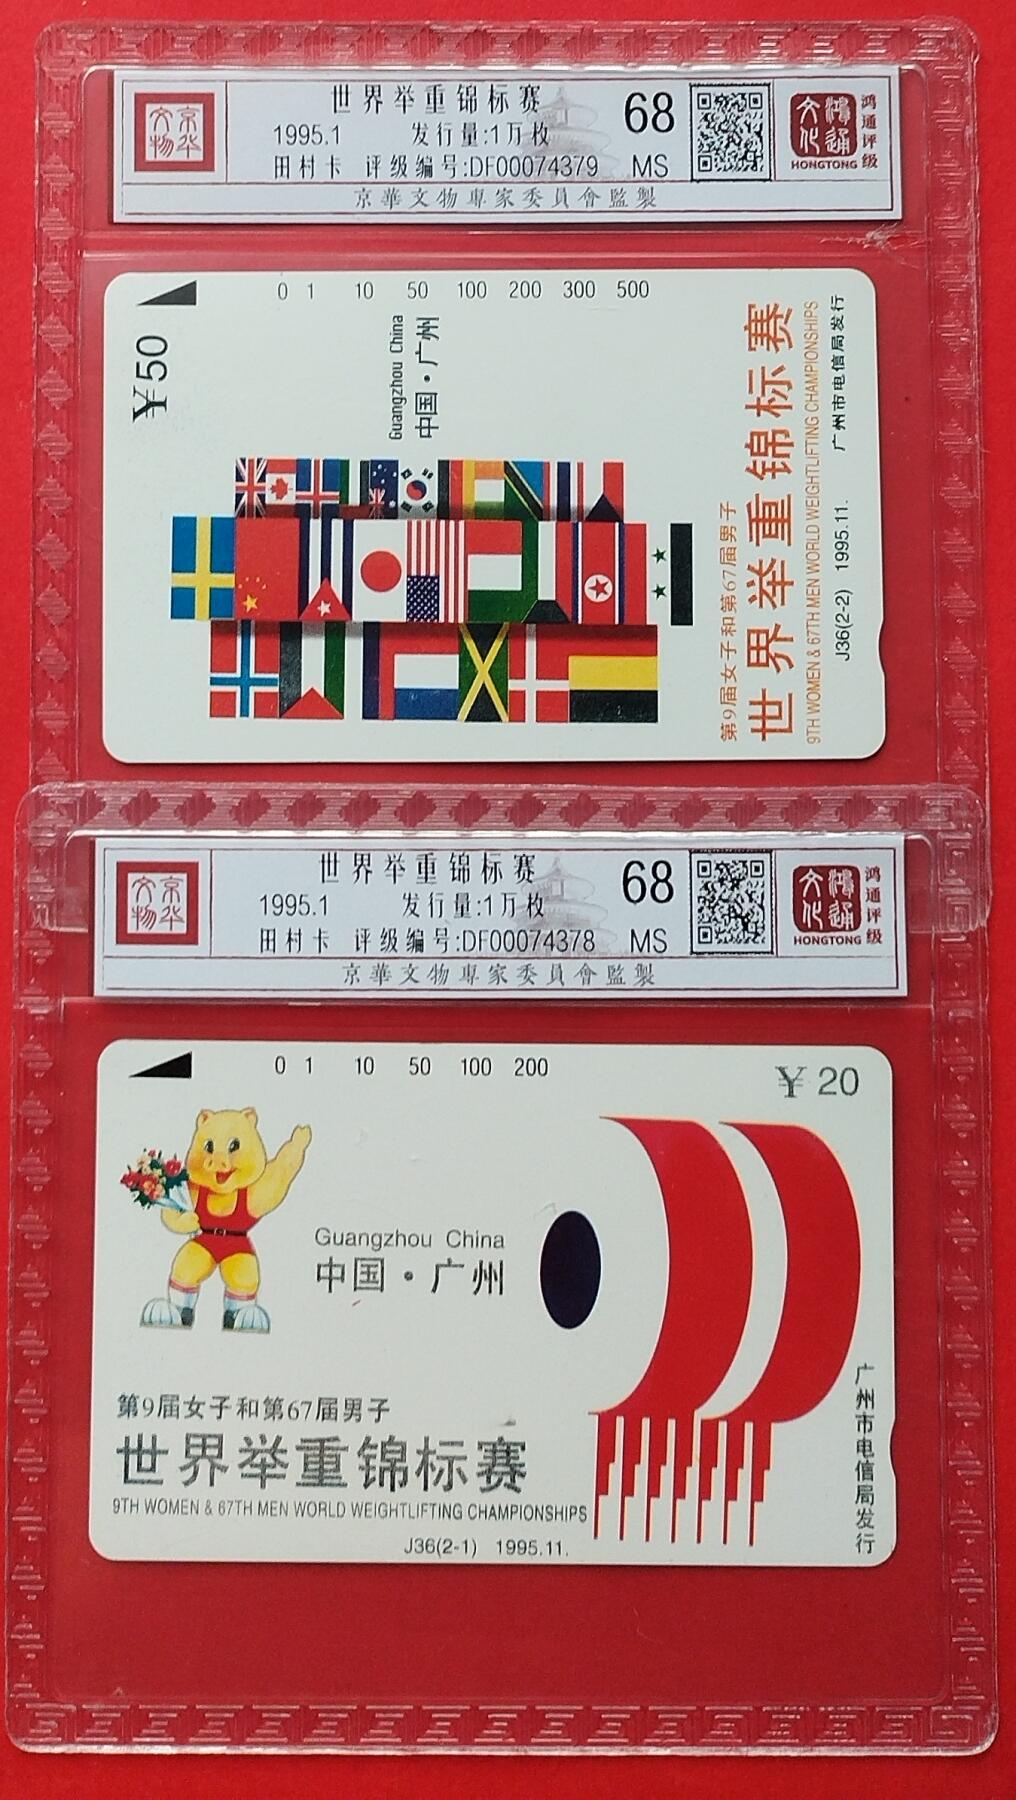 京华文物
世界举重锦标赛
1995.1 发行量:1万枚
田村卡 评级编号:DF00074379
68
MS
京華文物專家委員會監製
鴻通文化
HONGTONG
鸿通评级
0 1 10 50 100 200 300 500
¥50
Guangzhou China
中国·广州
第9届女子和第67届男子
世界举重锦标赛
9TH WOMEN & 67TH MEN WORLD WEIGHTLIFTING CHAMPIONSHIPS
J36(2-2) 1995.11. 广州市电信局发行
京华文物
世界举重锦标赛
1995.1 发行量:1万枚
田村卡 评级编号:DF00074378
68
MS
京華文物專家委員會監製
鴻通文化
HONGTONG
鸿通评级
0 1 10 50 100 200
¥20
Guangzhou China
中国·广州
第9届女子和第67届男子
世界举重锦标赛
9TH WOMEN & 67TH MEN WORLD WEIGHTLIFTING CHAMPIONSHIPS
J36(2-1) 1995.11.
广州市电信局发行